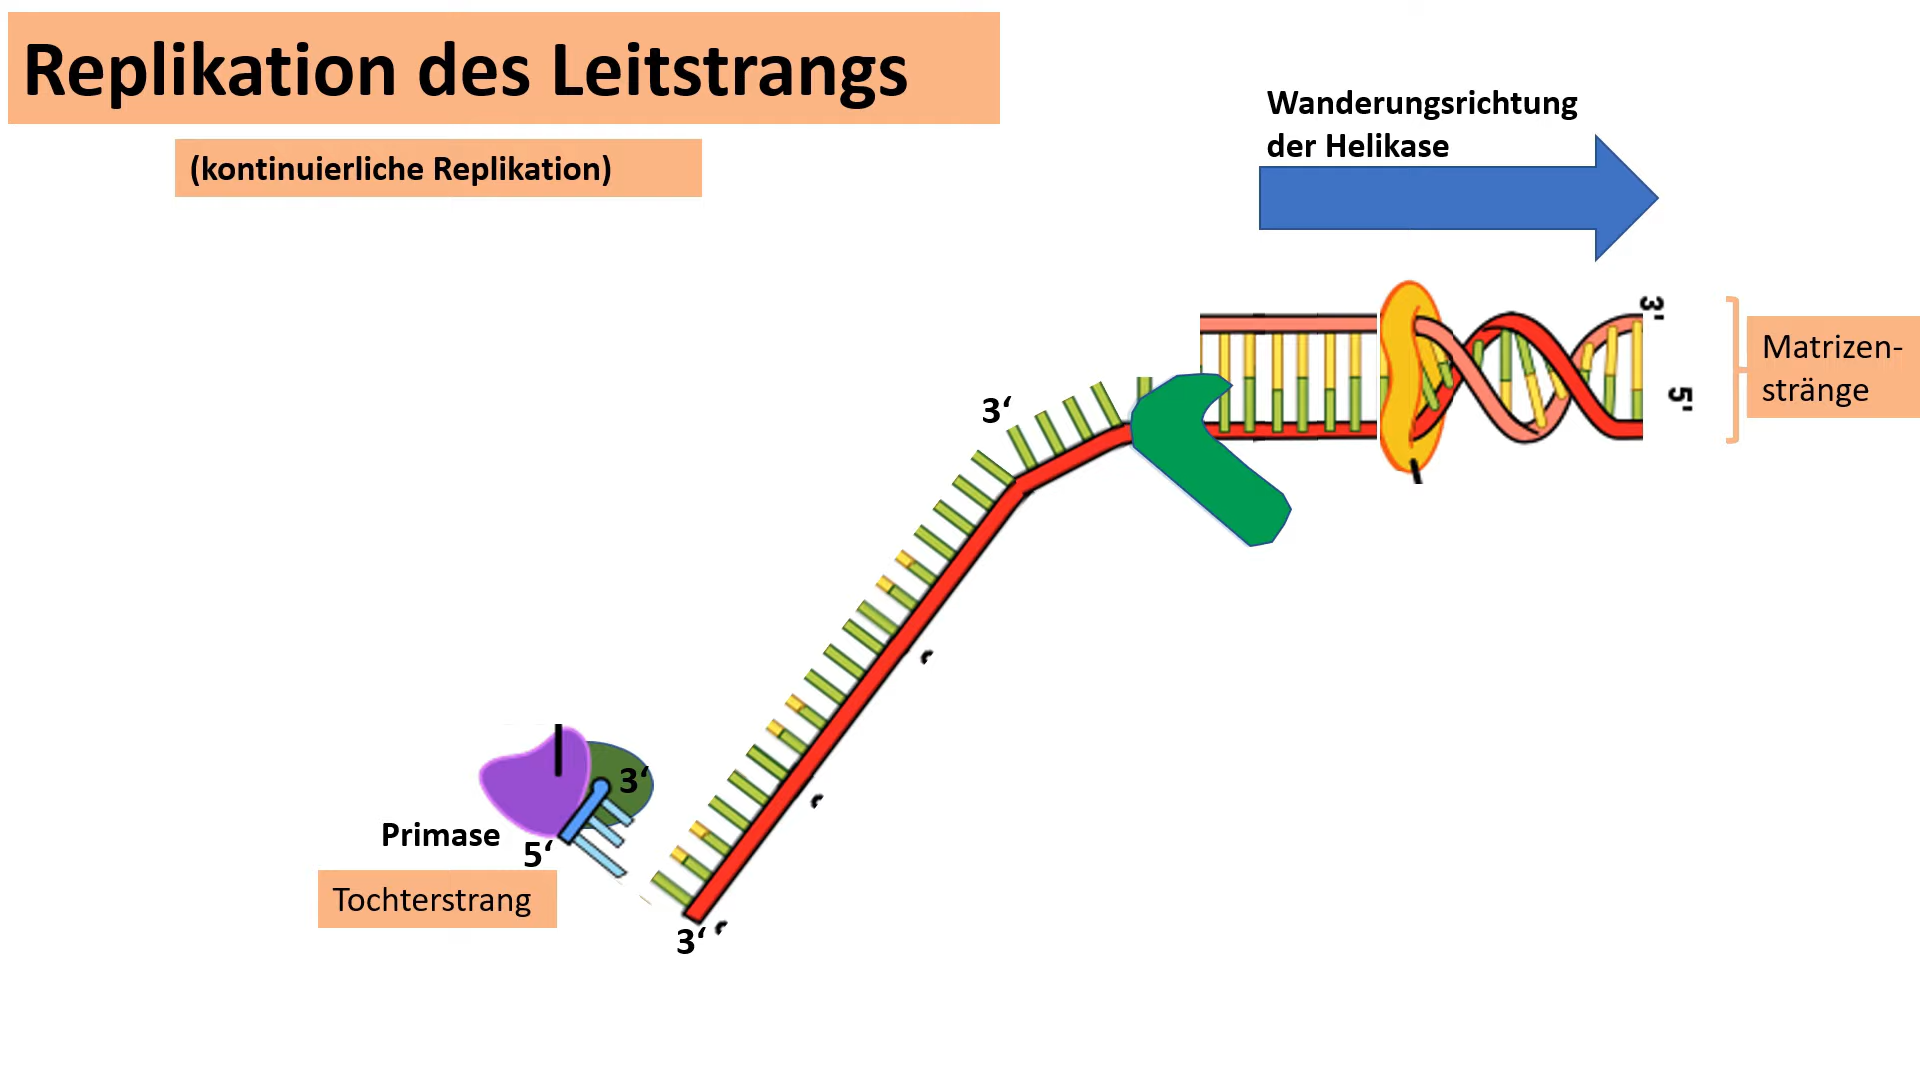 Replikation des Leitstrangs
(kontinuierliche Replikation)
Wanderungsrichtung
der Helikase
3'
5'
Matrizen-
stränge
3‘
3‘
Primase
5‘
Tochterstrang
3‘